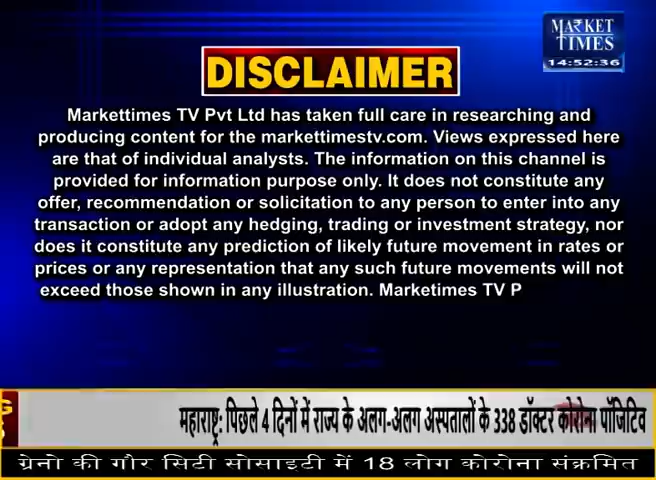 MARKET
TIMES
14:52:36
DISCLAIMER
Markettimes TV Pvt Ltd has taken full care in researching and
producing content for the markettimestv.com. Views expressed here
are that of individual analysts. The information on this channel is
provided for information purpose only. It does not constitute any
offer, recommendation or solicitation to any person to enter into any
transaction or adopt any hedging, trading or investment strategy, nor
does it constitute any prediction of likely future movement in rates or
prices or any representation that any such future movements will not
exceed those shown in any illustration. Marketimes TV P
महाराष्ट्र: पिछले 4 दिनों में राज्य के अलग-अलग अस्पतालों के 338 डॉक्टर कोरोना पॉजिटिव
ग्रेनो की गौर सिटी सोसाइटी में 18 लोग कोरोना संक्रमित